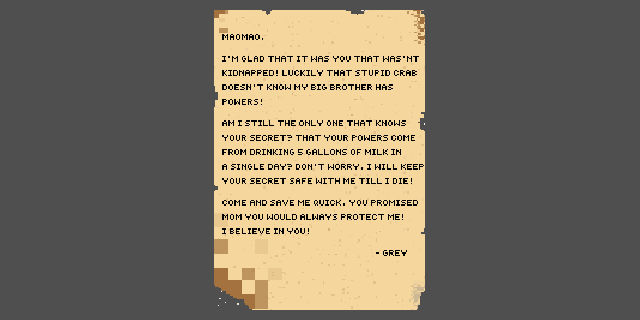 MAOMAO,
I'M GLAD THAT IT WAS YOU THAT WAS'NT
KIDNAPPED! LUCKILY THAT STUPID CRAB
DOESN'T KNOW MY BIG BROTHER HAS
POWERS!
AM I STILL THE ONLY ONE THAT KNOWS
YOUR SECRET? THAT YOUR POWERS COME
FROM DRINKING 5 GALLONS OF MILK IN
A SINGLE DAY? DON'T WORRY, I WILL KEEP
YOUR SECRET SAFE WITH ME TILL I DIE!
COME AND SAVE ME QUICK, YOU PROMISED
MOM YOU WOULD ALWAYS PROTECT ME!
I BELIEVE IN YOU!
- GREY